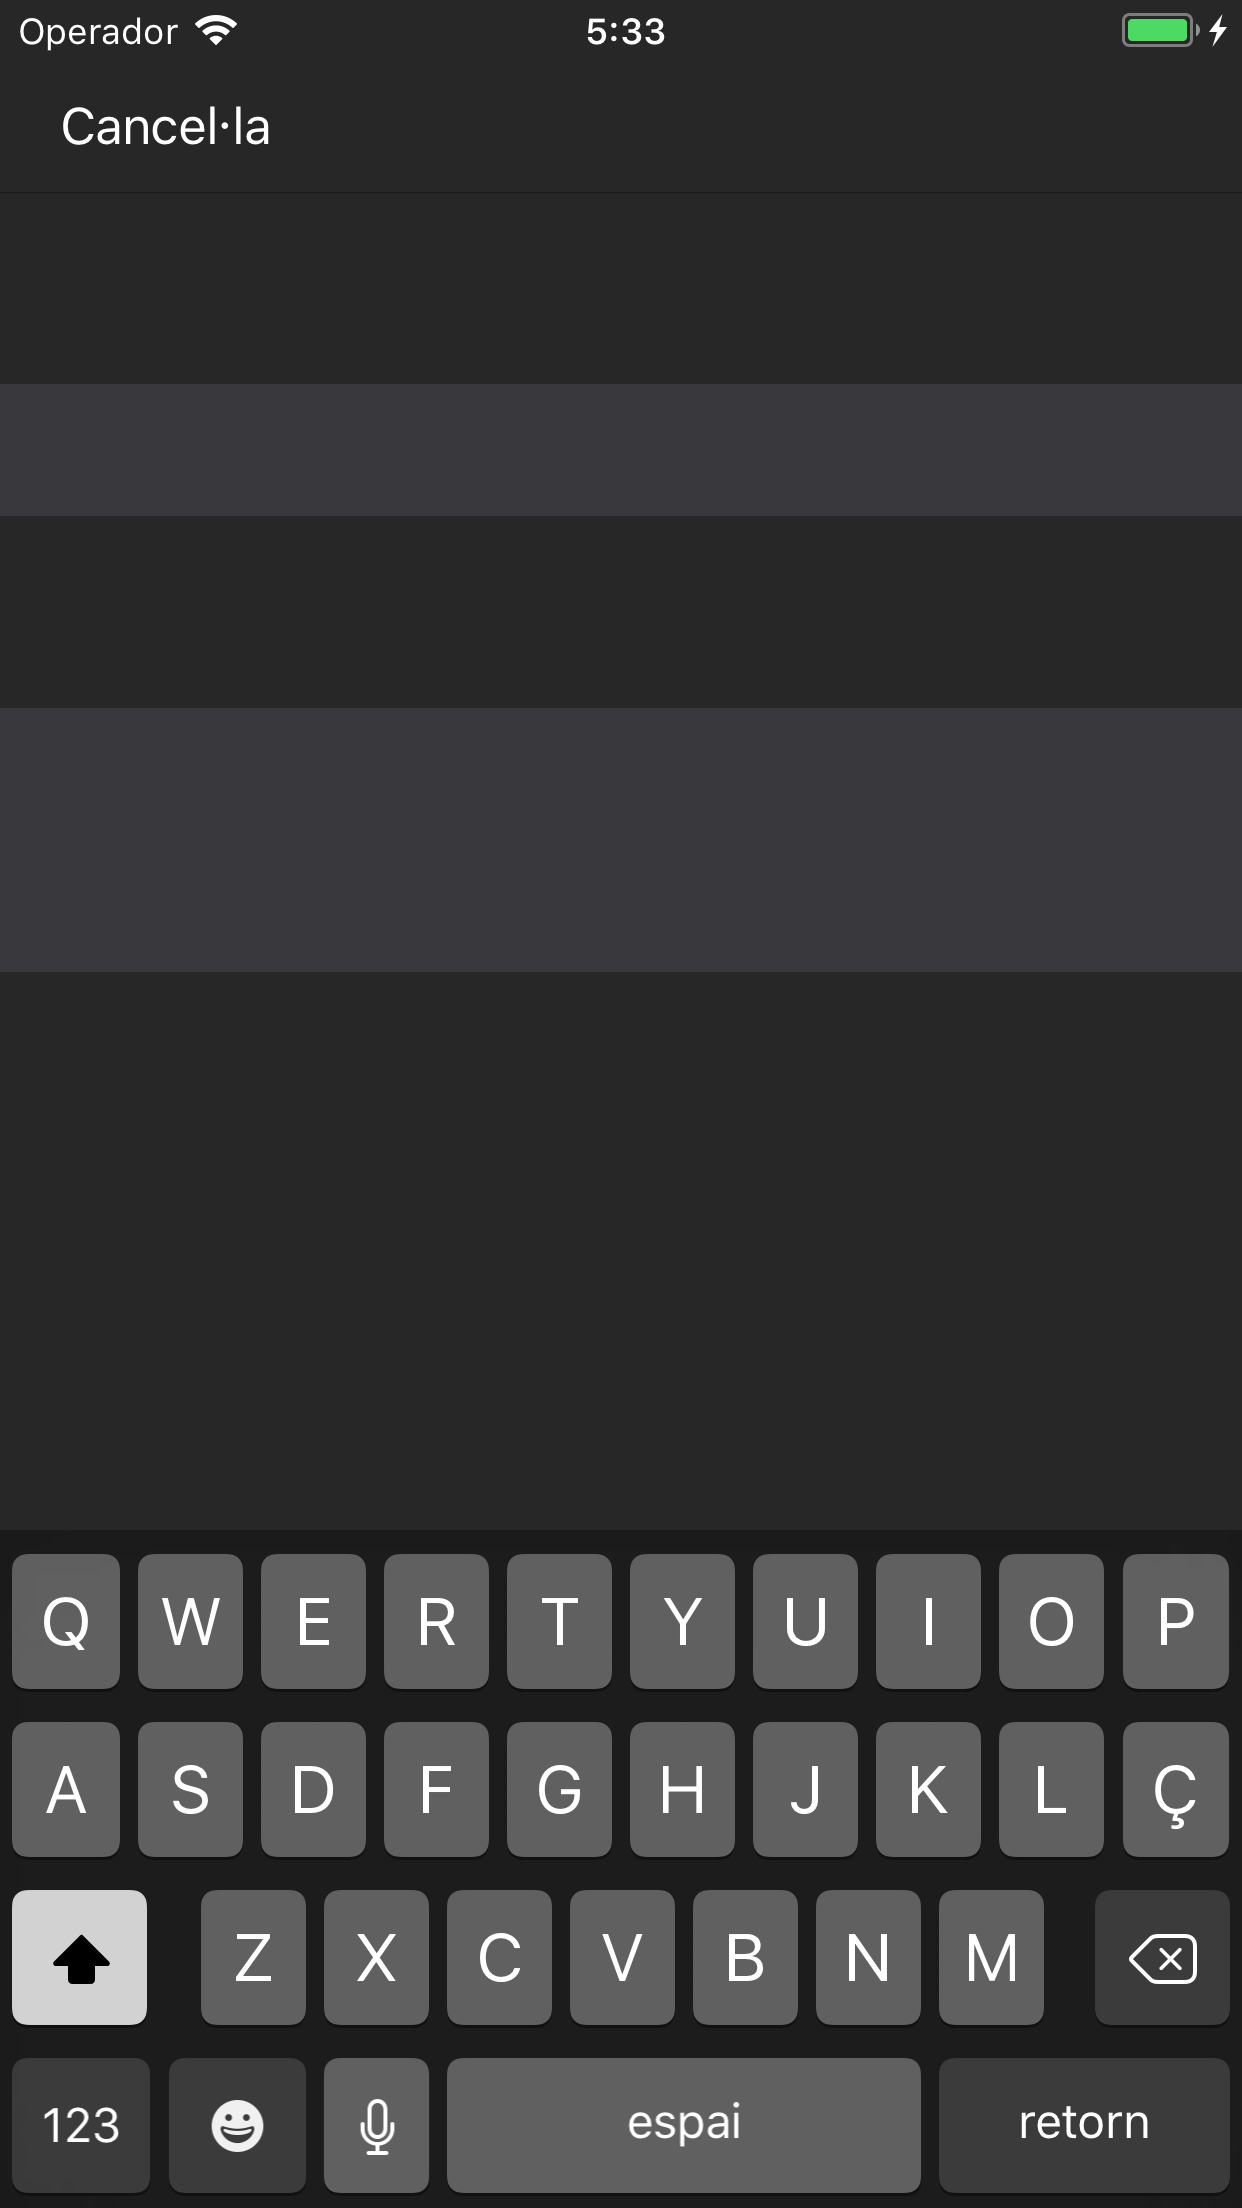 Operador 5:33
Cancel·la
Q W E R T Y U I O P
A S D F G H J K L Ç
Z X C V B N M
123 espai retorn